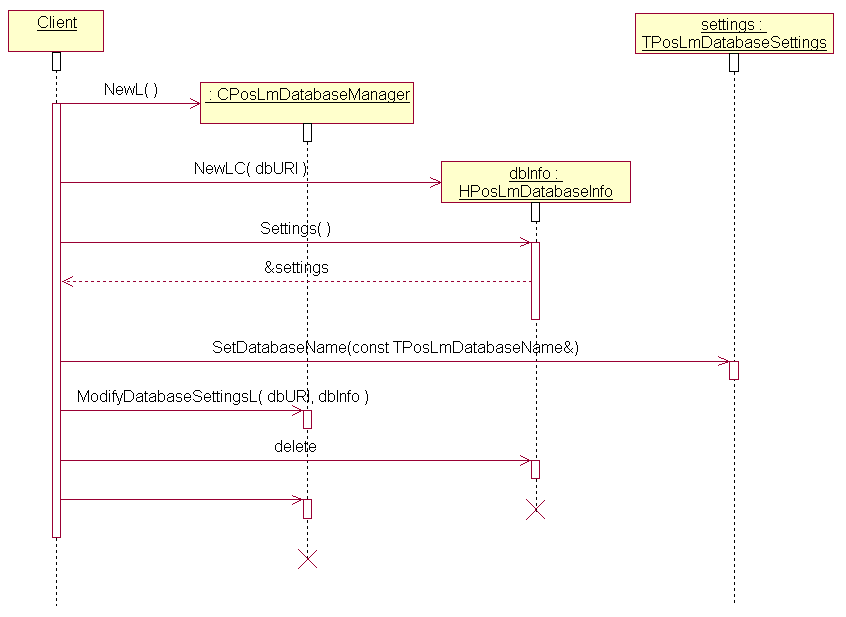 Client
settings :
TPosLmDatabaseSettings
NewL( )
: CPosLmDatabaseManager
NewLC( dbURI )
dbInfo :
HPosLmDatabaseInfo
Settings( )
&settings
SetDatabaseName(const TPosLmDatabaseName&)
ModifyDatabaseSettingsL( dbURI, dbInfo )
delete